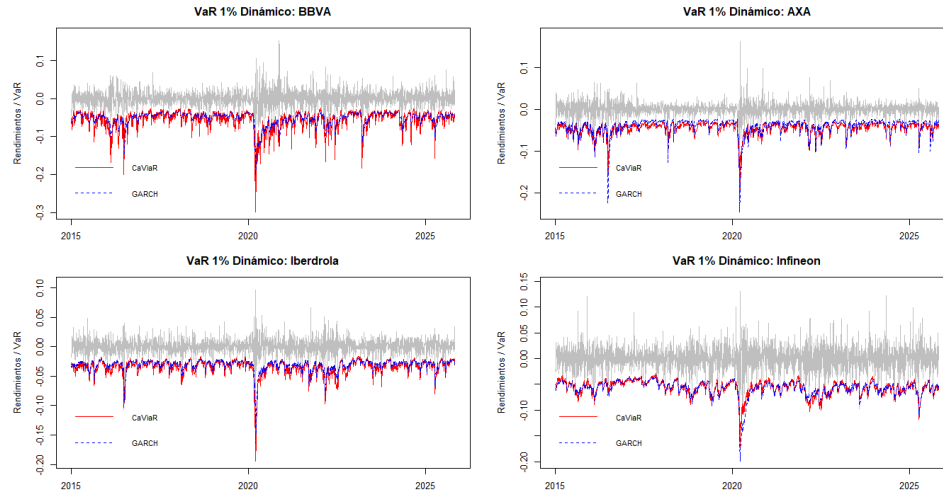 VaR 1% Dinámico: BBVA
Rendimientos / VaR
0.1
0.0
-0.1
-0.2
-0.3
CaViaR
GARCH
2015
2020
2025
VaR 1% Dinámico: AXA
Rendimientos / VaR
0.1
0.0
-0.1
-0.2
CaViaR
GARCH
2015
2020
2025
VaR 1% Dinámico: Iberdrola
Rendimientos / VaR
0.10
0.05
0.00
-0.05
-0.10
-0.15
-0.20
CaViaR
GARCH
2015
2020
2025
VaR 1% Dinámico: Infineon
Rendimientos / VaR
0.15
0.10
0.05
0.00
-0.10
-0.20
CaViaR
GARCH
2015
2020
2025